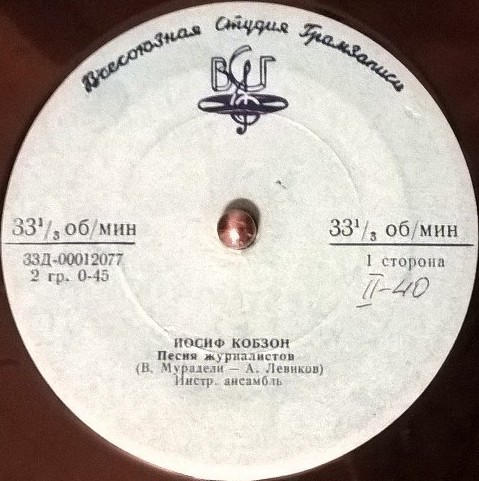 Всесоюзная Студия Грамзаписи
ВСГ
33¹/₃ об/мин
33¹/₃ об/мин
33Д-00012077
2 гр. 0-45
1 сторона
II-40
ИОСИФ КОБЗОН
Песня журналистов
(В. Мурадели — А. Левиков)
Инстр. ансамбль